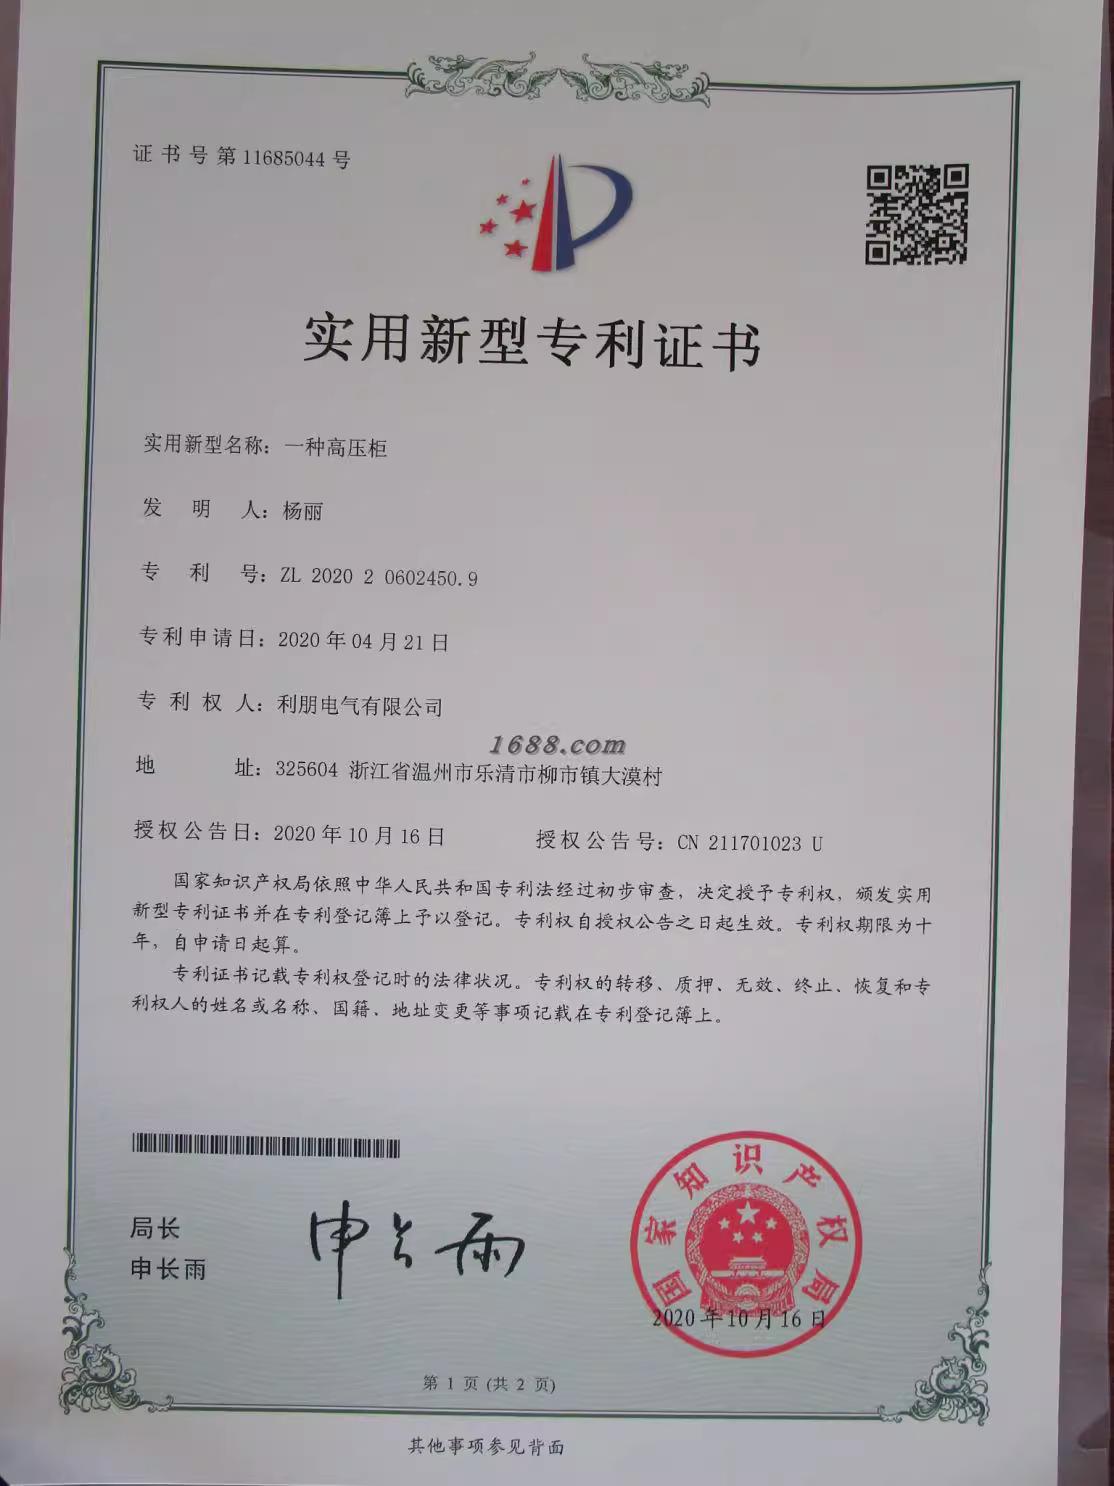 证书号第11685044号
实用新型专利证书
实用新型名称：一种高压柜
发明人：杨丽
专利号：ZL 2020 2 0602450.9
专利申请日：2020年04月21日
专利权人：利朋电气有限公司
1688.com
地址：325604 浙江省温州市乐清市柳市镇大漠村
授权公告日：2020年10月16日 授权公告号：CN 211701023 U
国家知识产权局依照中华人民共和国专利法经过初步审查，决定授予专利权，颁发实用
新型专利证书并在专利登记簿上予以登记。专利权自授权公告之日起生效。专利权期限为十
年，自申请日起算。
专利证书记载专利权登记时的法律状况。专利权的转移、质押、无效、终止、恢复和专
利权人的姓名或名称、国籍、地址变更等事项记载在专利登记簿上。
局长
申长雨
申长雨
国家知识产权局
2020年10月16日
第 1 页 (共 2 页)
其他事项参见背面